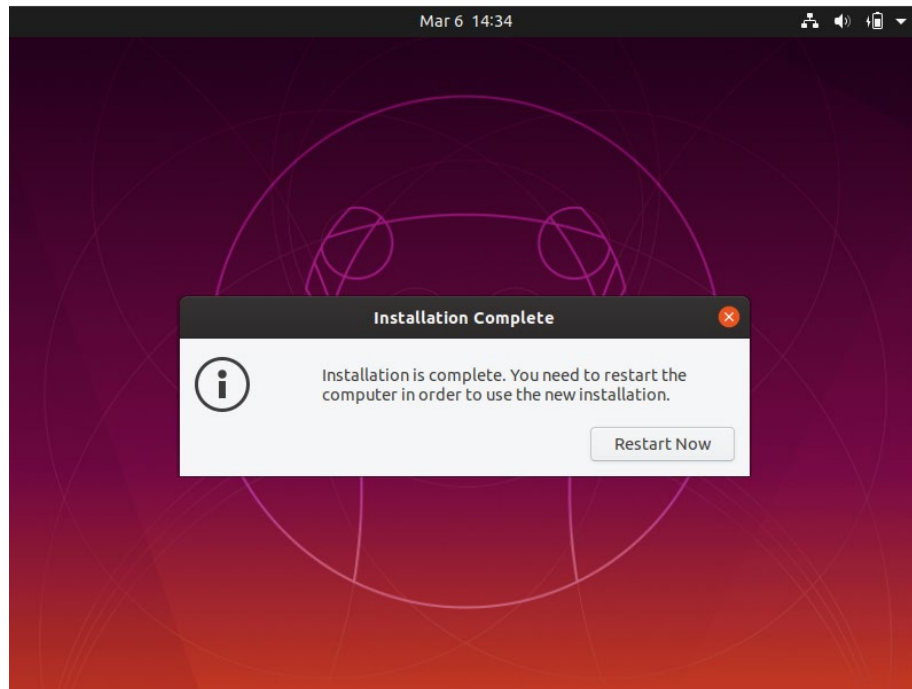 Mar 6 14:34
Installation Complete
Installation is complete. You need to restart the
computer in order to use the new installation.
Restart Now